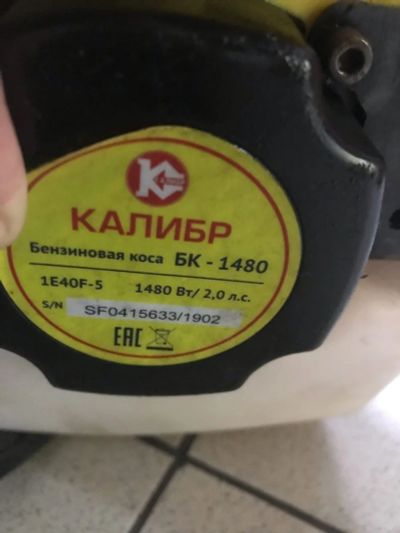 КАЛИБР
Бензиновая коса БК - 1480
1E40F-5 1480 Вт/ 2,0 л.с.
S/N SF0415633/1902
EAC